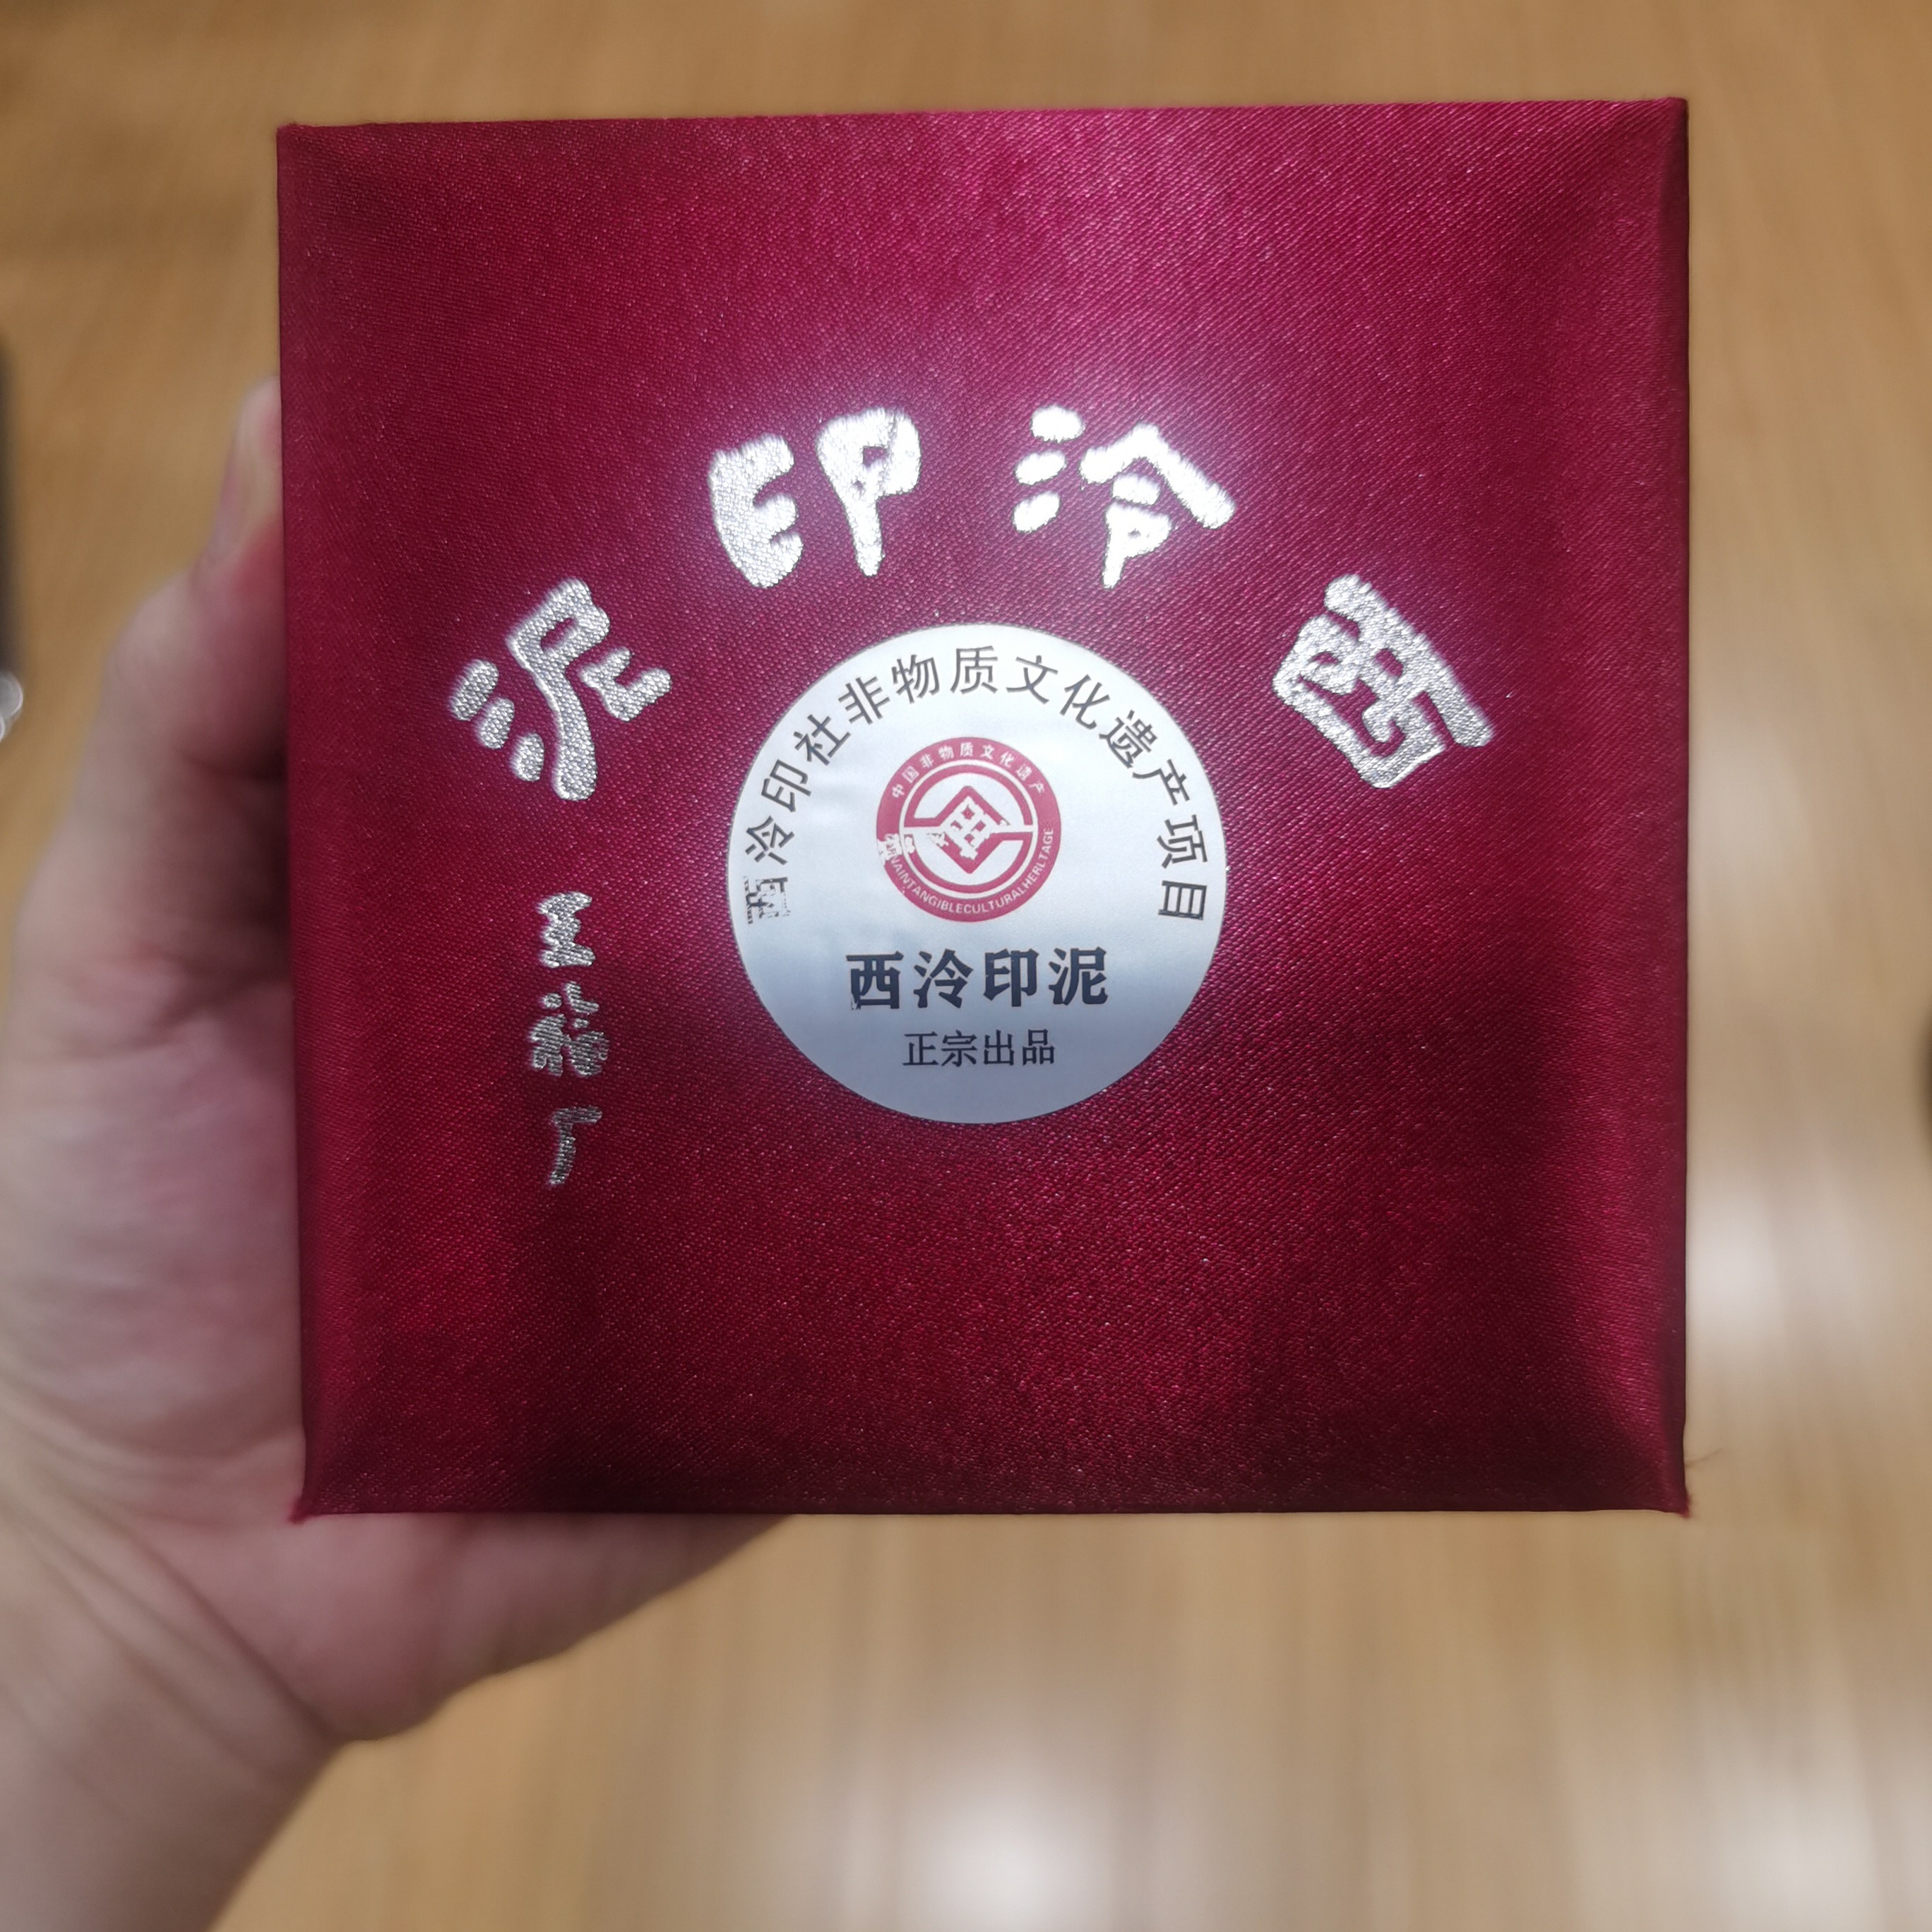 西泠印泥
王福厂
西泠印社非物质文化遗产项目
中国非物质文化遗产
西泠印泥
正宗出品